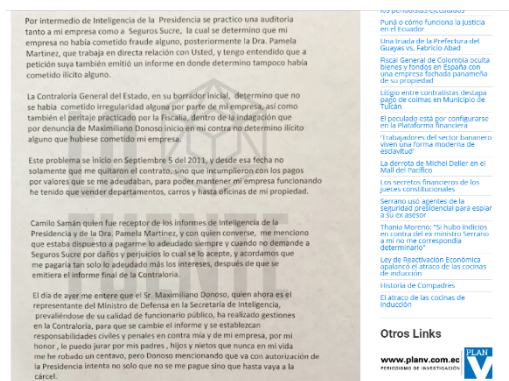 Por intermedio de Inteligencia de la Presidencia se practico una auditoria
tanto a mi empresa como a Seguros Sucre, la cual se determino que mi
empresa no había cometido fraude alguno, posteriormente la Dra. Pamela
Martinez, que trabaja en directa relación con Usted, y tengo entendido que a
petición suya también emitió un informe en donde determino tampoco había
cometido ilícito alguno.
La Contraloría General del Estado, en su borrador inicial, determino que no
se había cometido irregularidad alguna por parte de mi empresa, así como
también el peritaje practicado por la Fiscalía, dentro de la indagación que
por denuncia de Maximiliano Donoso inicio en mi contra no determino ilícito
alguno que hubiese cometido mi empresa.
Este problema se inicio en Septiembre 5 del 2011, y desde esa fecha no
solamente que me quitaron el contrato, sino que incumplieron con los pagos
por valores que se me adeudaban, para poder mantener mi empresa funcionando
he tenido que vender departamentos, carros y hasta oficinas de mi propiedad.
Camilo Samán quien fue receptor de los informes de Inteligencia de la
Presidencia y de la Dra. Pamela Martinez, y con quien converse, me menciono
que estaba dispuesto a pagarme lo adeudado siempre y cuando no demande a
Seguros Sucre por daños y perjuicios lo cual se lo acepte, y acordamos que
me pagaría tan solo lo adeudado más los intereses, después de que se
emitiera el informe final de la Contraloría.
El día de ayer me entere que el Sr. Maximiliano Donoso, quien ahora es el
representante del Ministro de Defensa en la Secretaría de Inteligencia,
prevaliéndose de su calidad de funcionario público, ha realizado gestiones
en la Contraloría, para que se cambie el informe y se establezcan
responsabilidades civiles y penales en contra mía y de mi empresa, por mi
honor , le puedo jurar por mis padres , hijos y nietos que nunca en mi vida
me he robado un centavo, pero Donoso mencionando que va con autorización de
la Presidencia intenta no solo que no se me pague sino que hasta vaya a la
cárcel.
FUENTE
los periodistas ejecutados
Puná o cómo funciona la justicia
en el Ecuador
Una tríada de la Prefectura del
Guayas vs. Fabricio Abad
Fiscal General de Colombia oculta
bienes y fondos en España con
una empresa fachada panameña
de su propiedad
Litigio entre contratistas destapa
pago de coimas en Municipio de
Tulcán
El peculado está por configurarse
en la Plataforma financiera
'Trabajadores del sector bananero
viven una forma moderna de
esclavitud'
La derrota de Michel Deller en el
Mall del Pacífico
Los secretos financieros de los
jueces constitucionales
Serrano usó agentes de la
seguridad presidencial para espiar
a su ex asesor
Thania Moreno: "Sí hubo indicios
en contra del ex ministro Serrano
a mí no me correspondía
determinarlo"
Ley de Reactivación Económica
apalancó el atraco de las cocinas
de inducción
Historia de Compadres
El atraco de las cocinas de
inducción
Otros Links
www.planv.com.ec
PERIODISMO DE INVESTIGACIÓN
PLAN
V